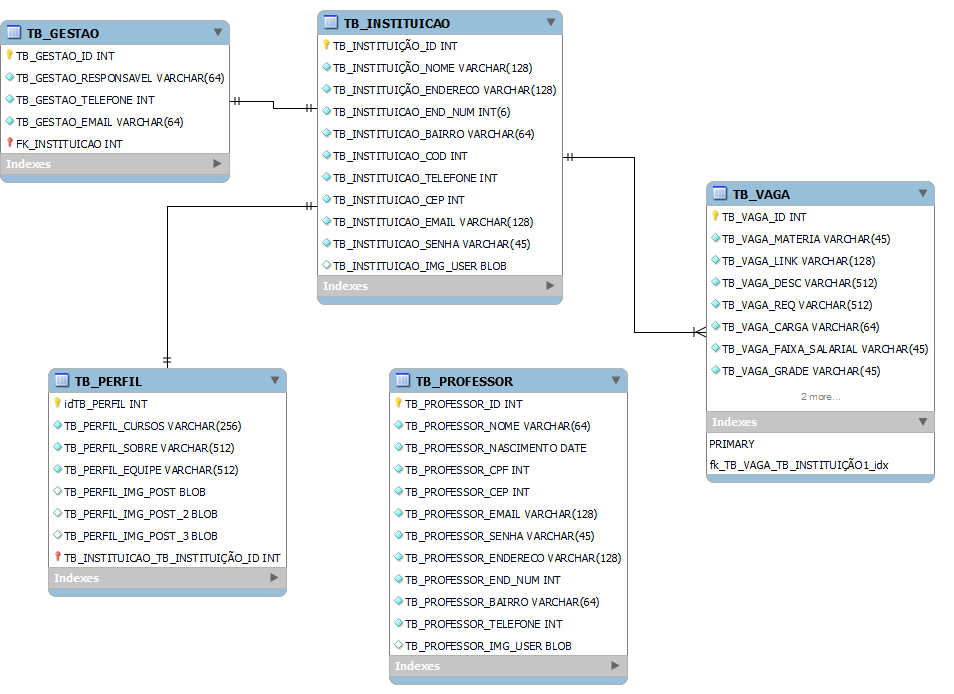 TB_GESTAO
TB_GESTAO_ID INT
TB_GESTAO_RESPONSAVEL VARCHAR(64)
TB_GESTAO_TELEFONE INT
TB_GESTAO_EMAIL VARCHAR(64)
FK_INSTITUICAO INT
Indexes
TB_INSTITUICAO
TB_INSTITUIÇÃO_ID INT
TB_INSTITUIÇÃO_NOME VARCHAR(128)
TB_INSTITUIÇÃO_ENDERECO VARCHAR(128)
TB_INSTITUICAO_END_NUM INT(6)
TB_INSTITUICAO_BAIRRO VARCHAR(64)
TB_INSTITUICAO_COD INT
TB_INSTITUICAO_TELEFONE INT
TB_INSTITUICAO_CEP INT
TB_INSTITUICAO_EMAIL VARCHAR(128)
TB_INSTITUICAO_SENHA VARCHAR(45)
TB_INSTITUICAO_IMG_USER BLOB
Indexes
TB_VAGA
TB_VAGA_ID INT
TB_VAGA_MATERIA VARCHAR(45)
TB_VAGA_LINK VARCHAR(128)
TB_VAGA_DESC VARCHAR(512)
TB_VAGA_REQ VARCHAR(512)
TB_VAGA_CARGA VARCHAR(64)
TB_VAGA_FAIXA_SALARIAL VARCHAR(45)
TB_VAGA_GRADE VARCHAR(45)
2 more...
Indexes
PRIMARY
fk_TB_VAGA_TB_INSTITUIÇÃO1_idx
TB_PERFIL
idTB_PERFIL INT
TB_PERFIL_CURSOS VARCHAR(256)
TB_PERFIL_SOBRE VARCHAR(512)
TB_PERFIL_EQUIPE VARCHAR(512)
TB_PERFIL_IMG_POST BLOB
TB_PERFIL_IMG_POST_2 BLOB
TB_PERFIL_IMG_POST_3 BLOB
TB_INSTITUICAO_TB_INSTITUIÇÃO_ID INT
Indexes
TB_PROFESSOR
TB_PROFESSOR_ID INT
TB_PROFESSOR_NOME VARCHAR(64)
TB_PROFESSOR_NASCIMENTO DATE
TB_PROFESSOR_CPF INT
TB_PROFESSOR_CEP INT
TB_PROFESSOR_EMAIL VARCHAR(128)
TB_PROFESSOR_SENHA VARCHAR(45)
TB_PROFESSOR_ENDERECO VARCHAR(128)
TB_PROFESSOR_END_NUM INT
TB_PROFESSOR_BAIRRO VARCHAR(64)
TB_PROFESSOR_TELEFONE INT
TB_PROFESSOR_IMG_USER BLOB
Indexes